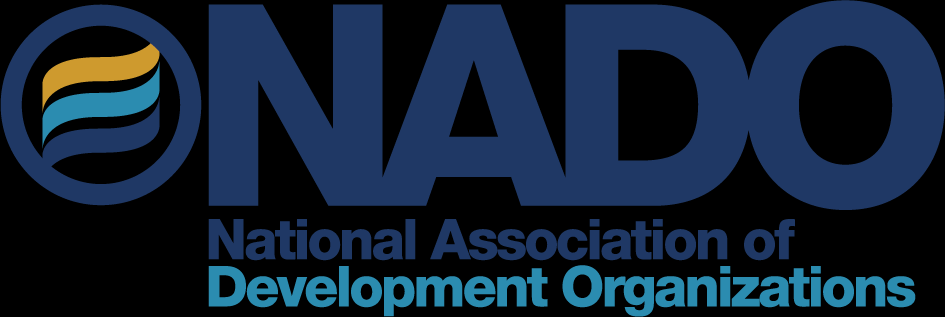 NADO
National Association of
Development Organizations